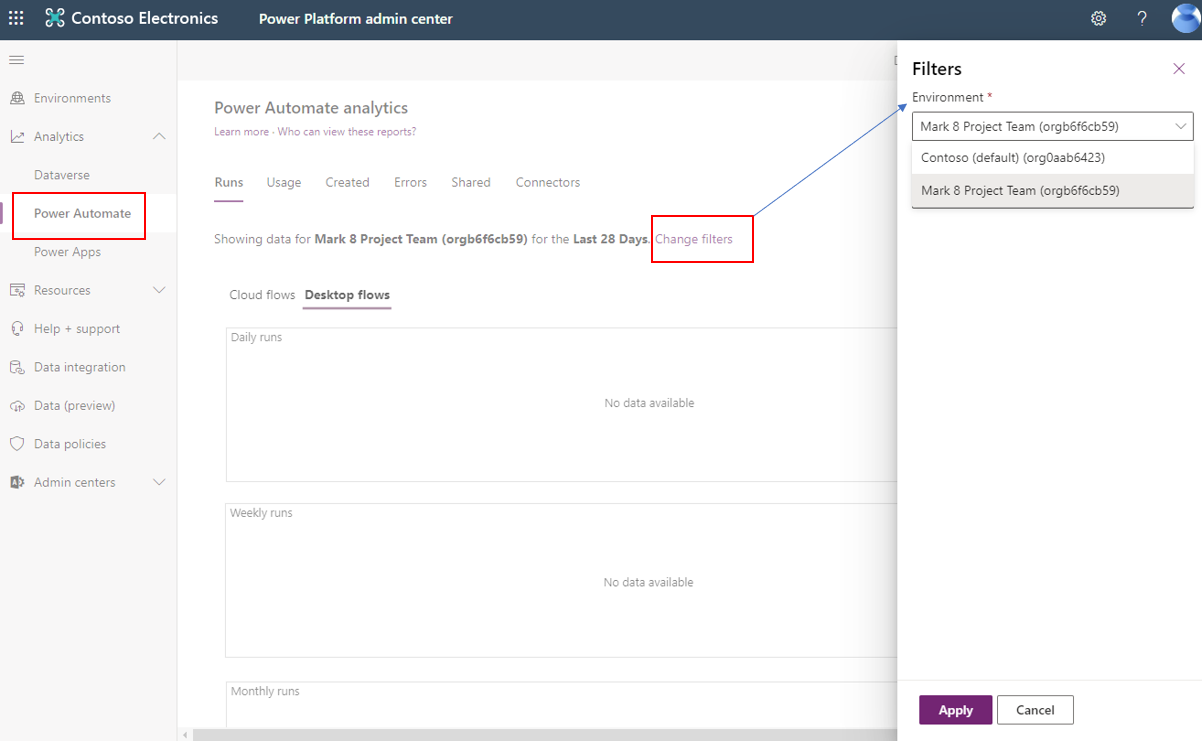 Contoso Electronics
Power Platform admin center
?
Environments
Analytics
Dataverse
Power Automate
Power Apps
Resources
Help + support
Data integration
Data (preview)
Data policies
Admin centers
Power Automate analytics
Learn more · Who can view these reports?
Runs Usage Created Errors Shared Connectors
Showing data for Mark 8 Project Team (orgb6f6cb59) for the Last 28 Days. Change filters
Cloud flows Desktop flows
Daily runs
No data available
Weekly runs
No data available
Monthly runs
Filters
Environment *
Mark 8 Project Team (orgb6f6cb59)
Contoso (default) (org0aab6423)
Mark 8 Project Team (orgb6f6cb59)
Apply Cancel